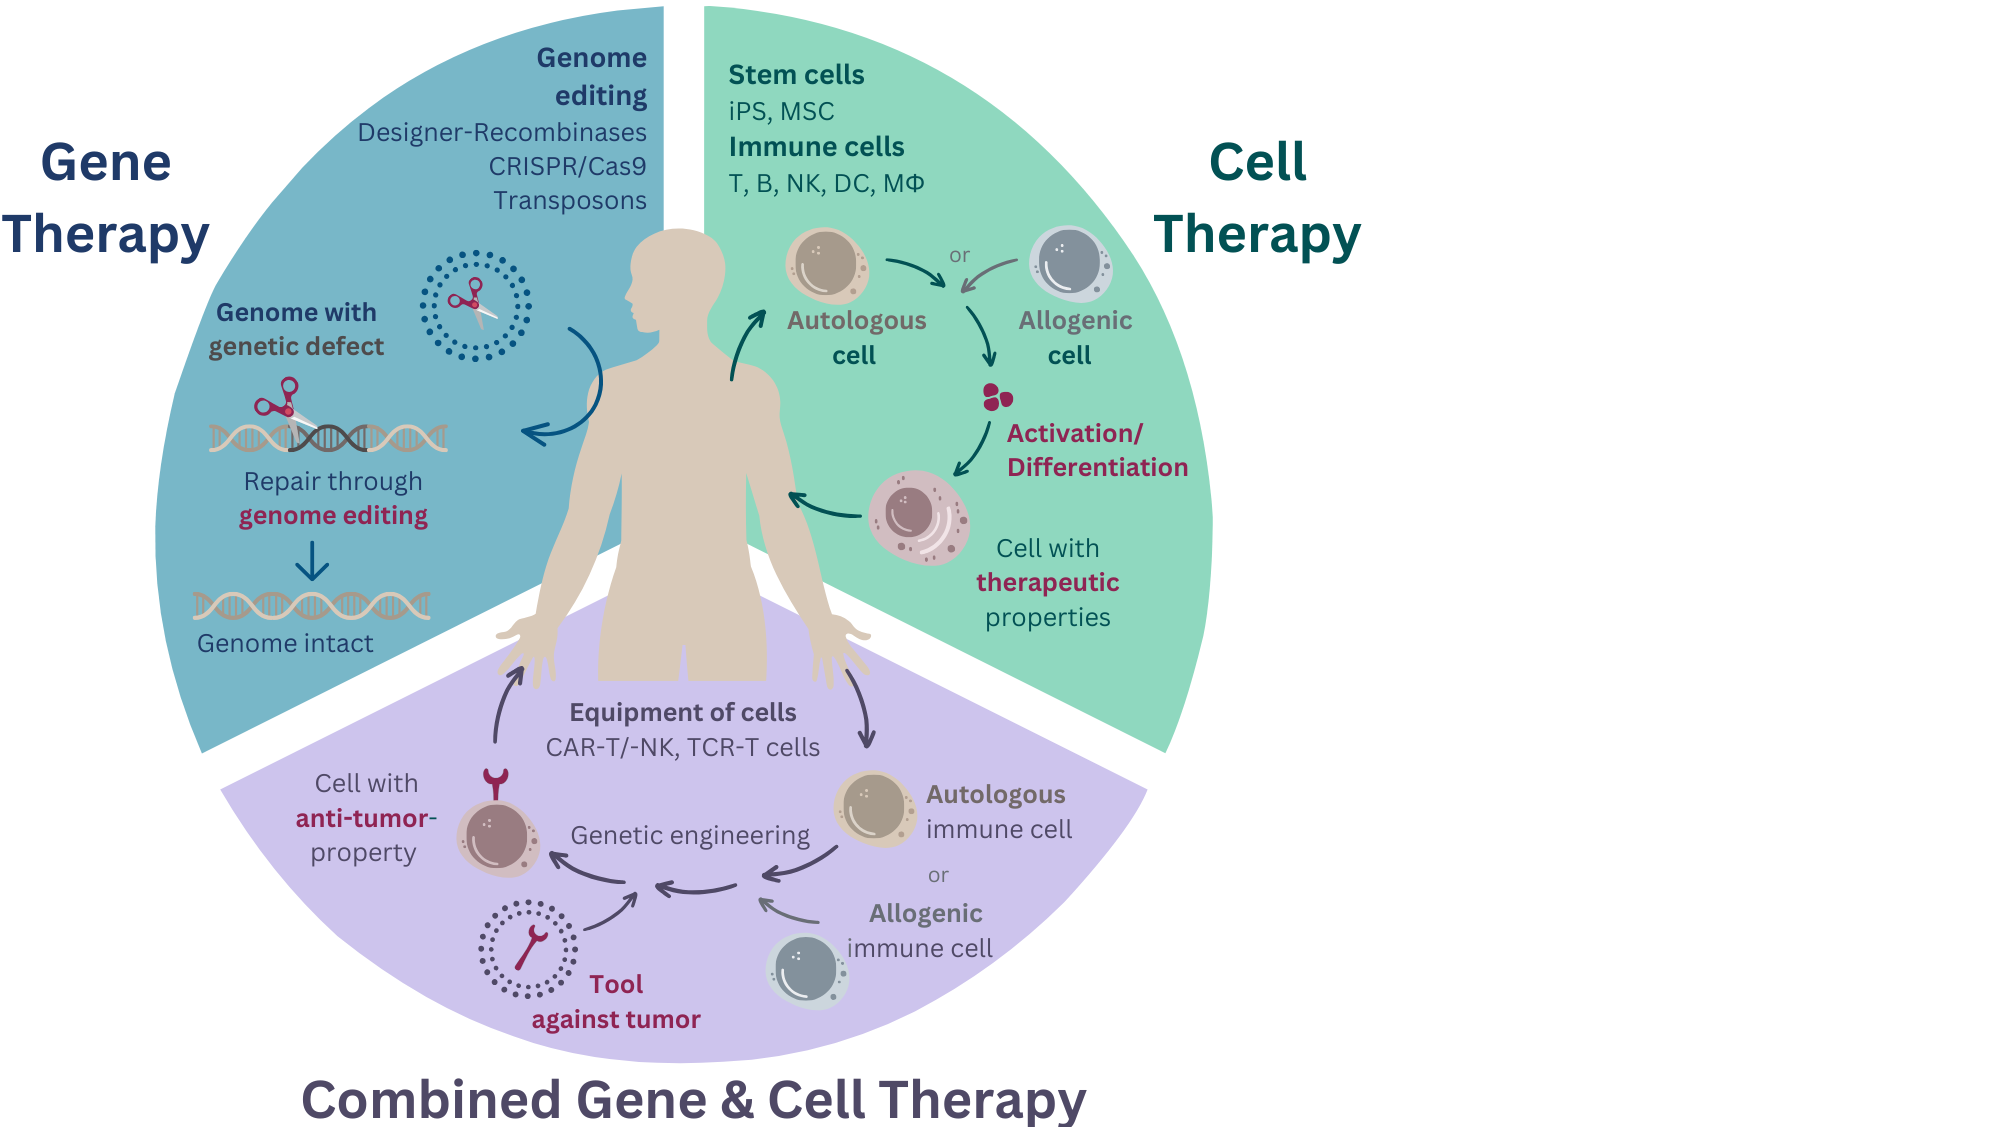 Gene
Therapy
Genome
editing
Designer-Recombinases
CRISPR/Cas9
Transposons
Genome with
genetic defect
Repair through
genome editing
Genome intact
Cell
Therapy
Stem cells
iPS, MSC
Immune cells
T, B, NK, DC, MΦ
or
Autologous
cell
Allogenic
cell
Activation/
Differentiation
Cell with
therapeutic
properties
Equipment of cells
CAR-T/-NK, TCR-T cells
Cell with
anti-tumor-
property
Genetic engineering
Autologous
immune cell
or
Allogenic
immune cell
Tool
against tumor
Combined Gene & Cell Therapy